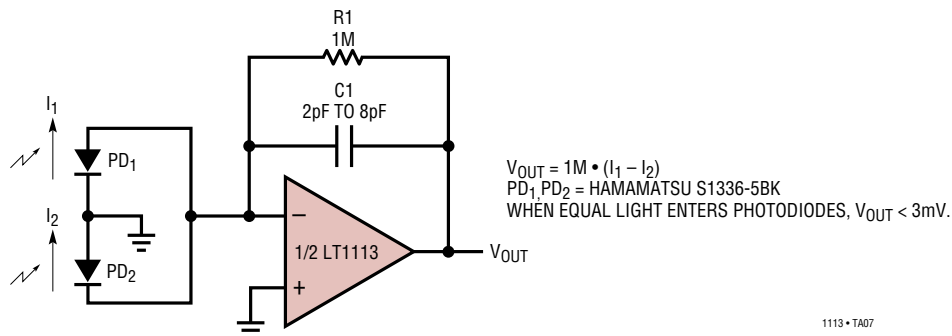 R1
1M
C1
2pF TO 8pF
I1
PD1
I2
PD2
–
+
1/2 LT1113
VOUT
VOUT = 1M • (I1 – I2)
PD1,PD2 = HAMAMATSU S1336-5BK
WHEN EQUAL LIGHT ENTERS PHOTODIODES, VOUT < 3mV.
1113 • TA07